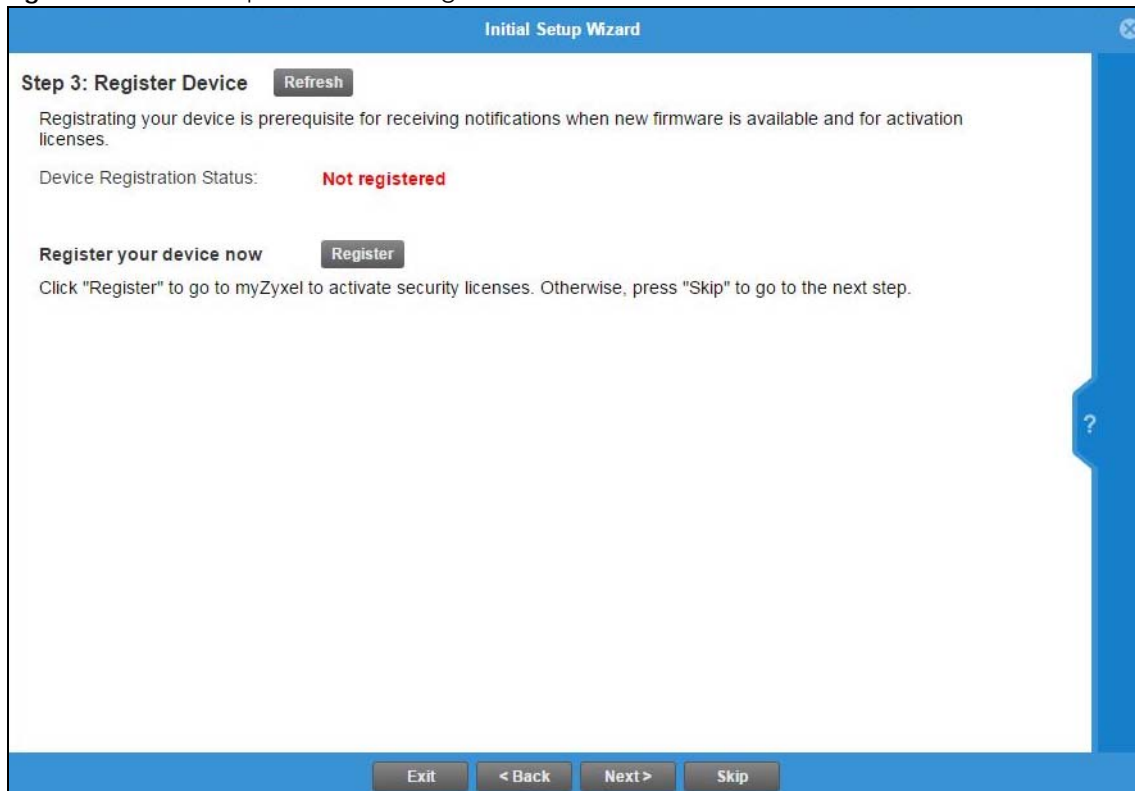 Initial Setup Wizard
Step 3: Register Device
Refresh
Registrating your device is prerequisite for receiving notifications when new firmware is available and for activation
licenses.
Device Registration Status: Not registered
Register your device now
Register
Click "Register" to go to myZyxel to activate security licenses. Otherwise, press "Skip" to go to the next step.
?
Exit
< Back
Next >
Skip